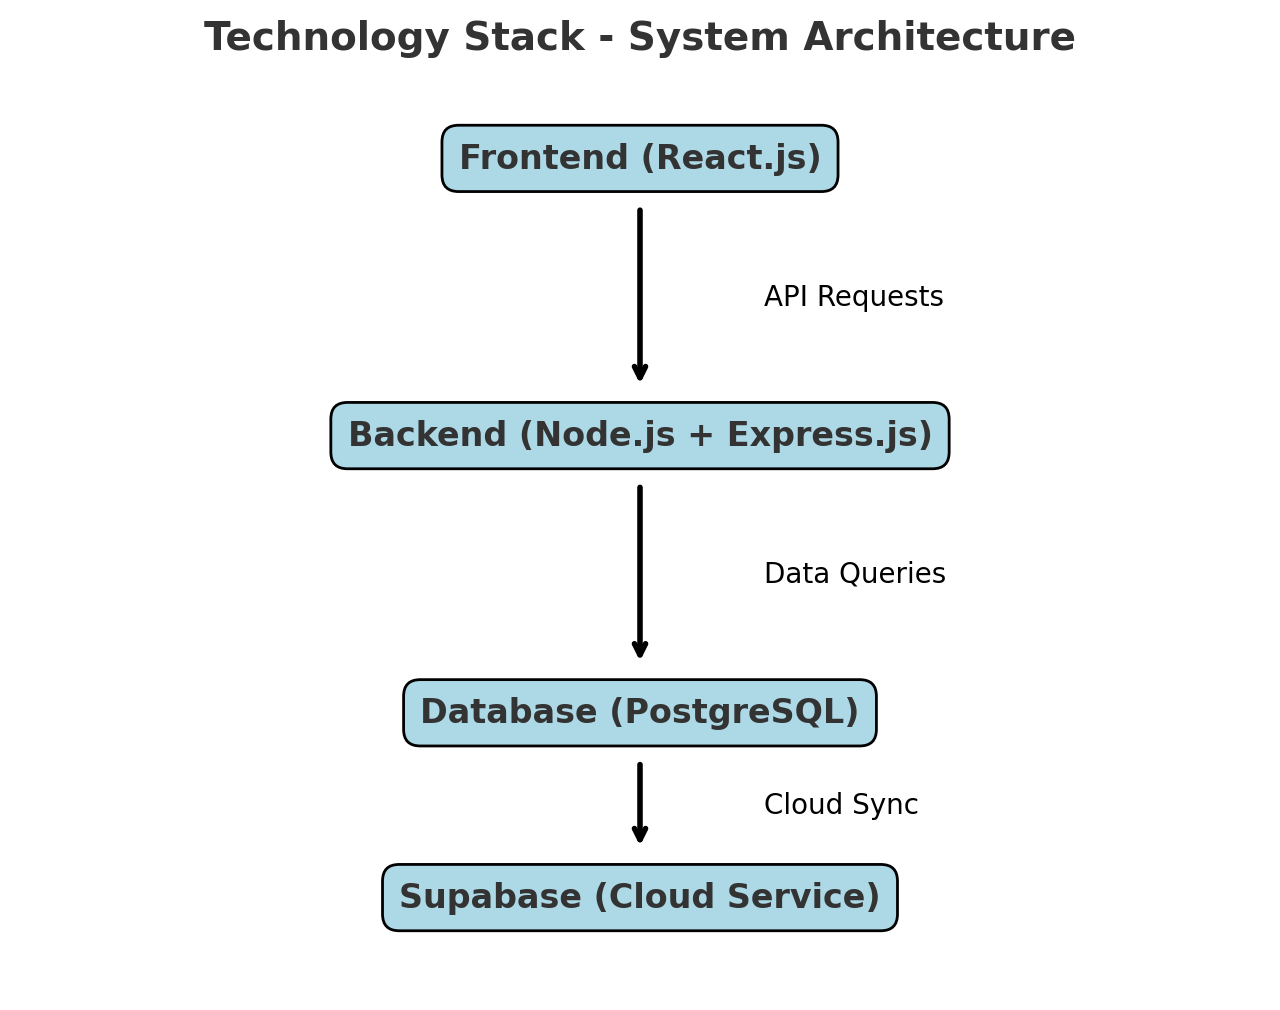 Technology Stack - System Architecture
Frontend (React.js)
API Requests
Backend (Node.js + Express.js)
Data Queries
Database (PostgreSQL)
Cloud Sync
Supabase (Cloud Service)